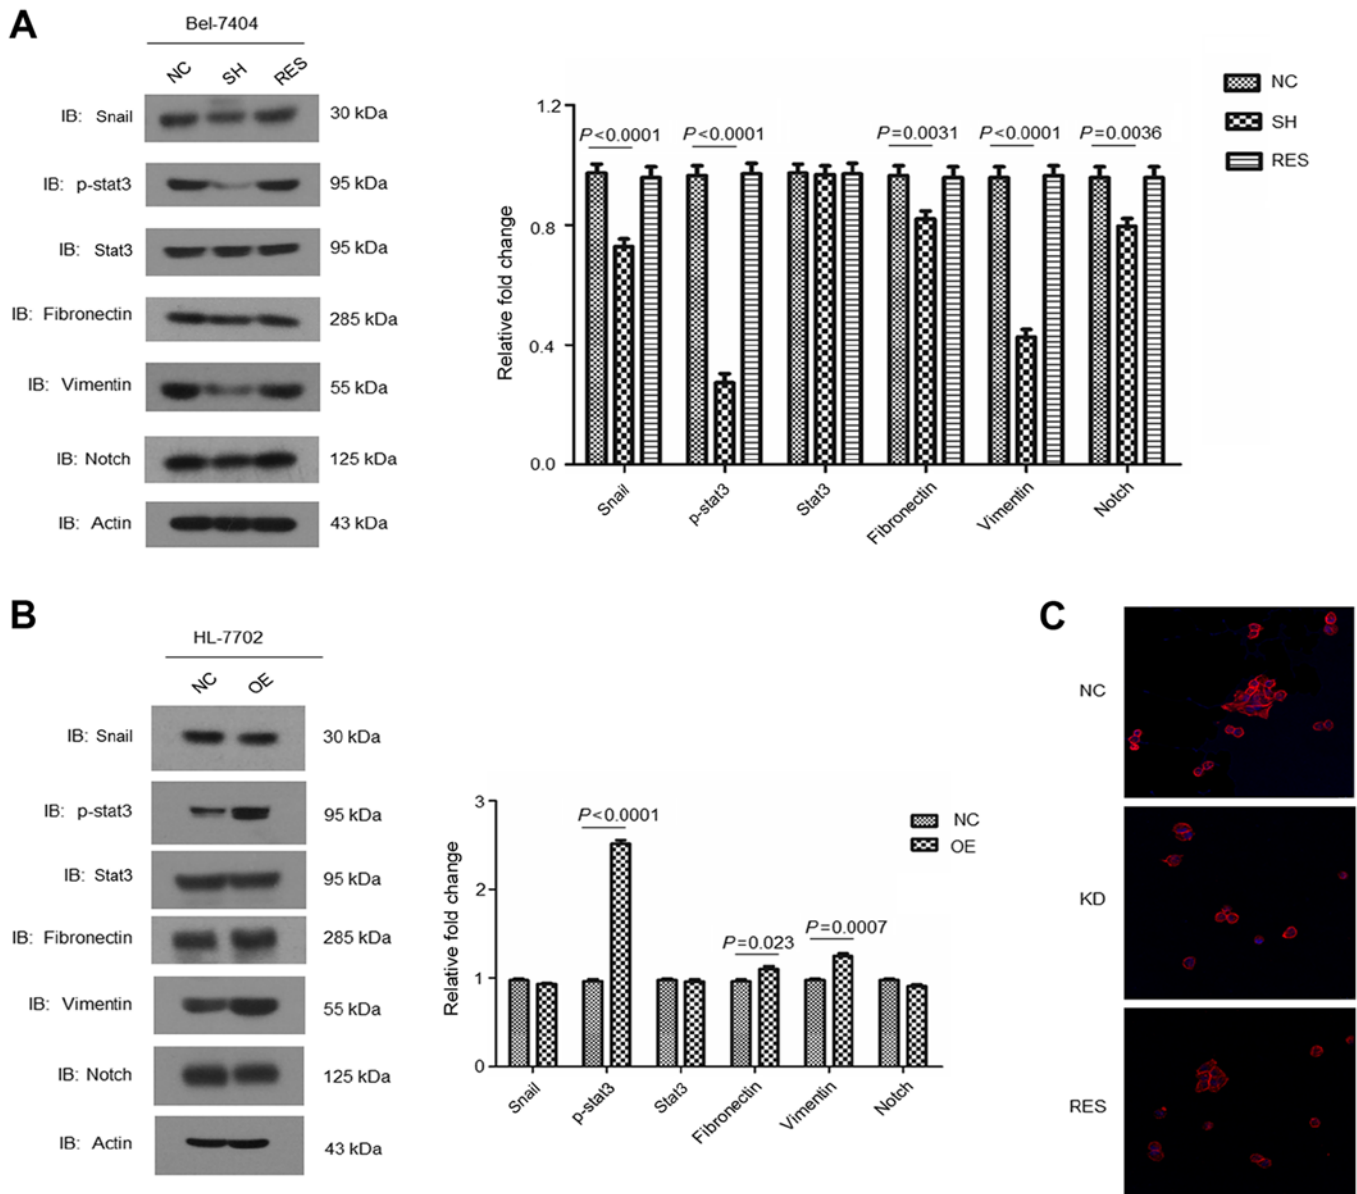 A
Bel-7404
NC SH RES
IB: Snail 30 kDa
IB: p-stat3 95 kDa
IB: Stat3 95 kDa
IB: Fibronectin 285 kDa
IB: Vimentin 55 kDa
IB: Notch 125 kDa
IB: Actin 43 kDa
Relative fold change
1.2
0.8
0.4
0.0
P<0.0001 P<0.0001 P=0.0031 P<0.0001 P=0.0036
Snail p-stat3 Stat3 Fibronectin Vimentin Notch
NC
SH
RES
B
HL-7702
NC OE
IB: Snail 30 kDa
IB: p-stat3 95 kDa
IB: Stat3 95 kDa
IB: Fibronectin 285 kDa
IB: Vimentin 55 kDa
IB: Notch 125 kDa
IB: Actin 43 kDa
Relative fold change
3
2
1
0
P<0.0001
P=0.023
P=0.0007
Snail p-stat3 Stat3 Fibronectin Vimentin Notch
NC
OE
C
NC
KD
RES